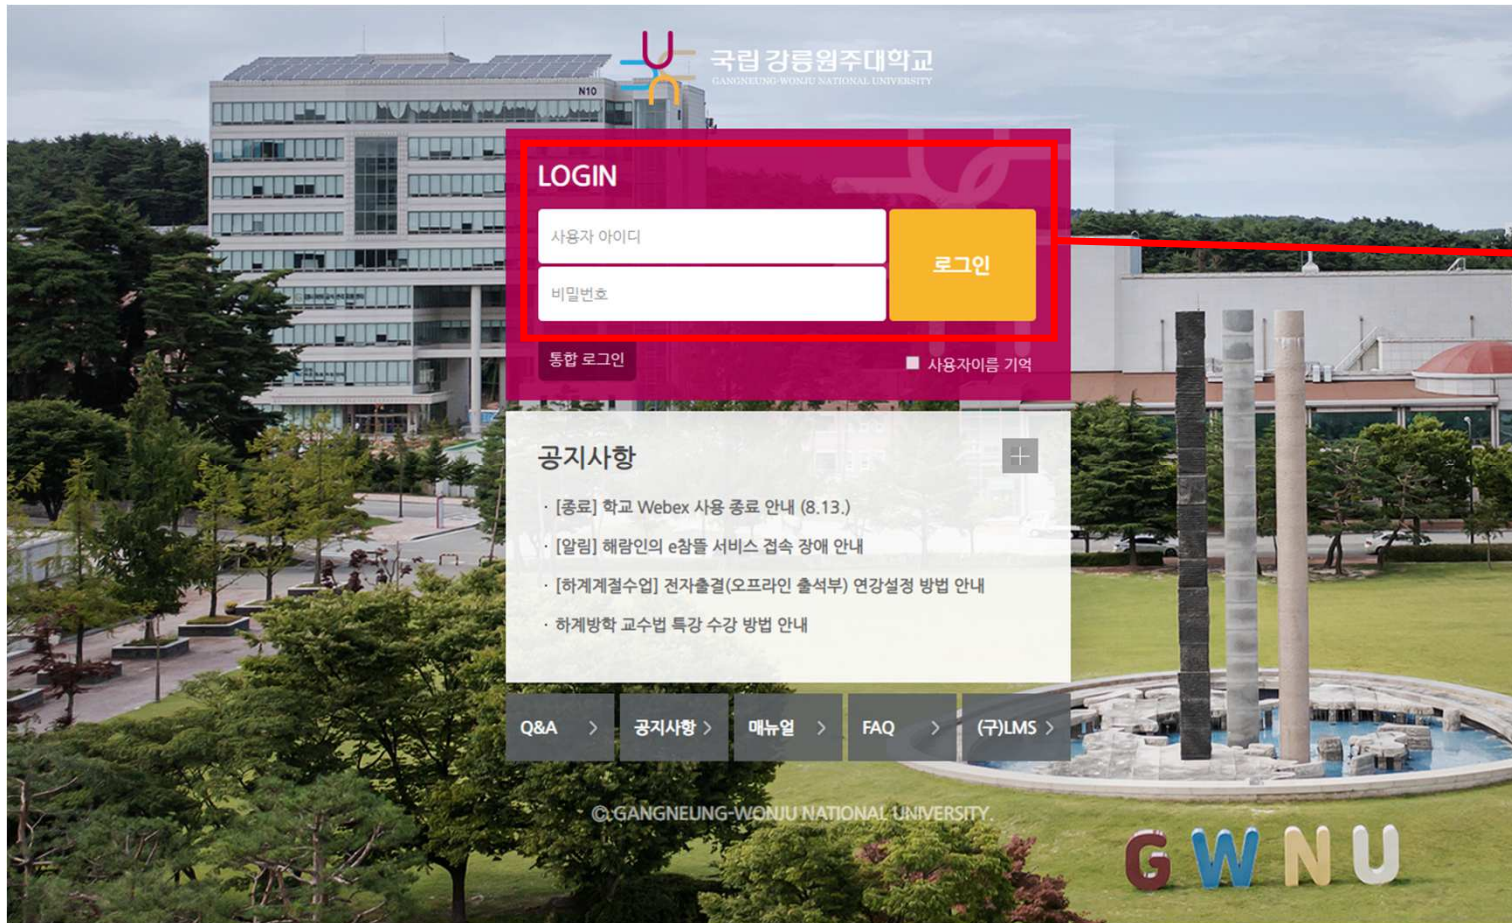 N10
국립 강릉원주대학교
GANGNEUNG-WONJU NATIONAL UNIVERSITY
LOGIN
사용자 아이디
비밀번호
로그인
통합 로그인
사용자이름 기억
공지사항
· [종료] 학교 Webex 사용 종료 안내 (8.13.)
· [알림] 해람인의 e참뜰 서비스 접속 장애 안내
· [하계계절수업] 전자출결(오프라인 출석부) 연강설정 방법 안내
· 하계방학 교수법 특강 수강 방법 안내
Q&A
공지사항
매뉴얼
FAQ
(구)LMS
© GANGNEUNG-WONJU NATIONAL UNIVERSITY.
GWNU